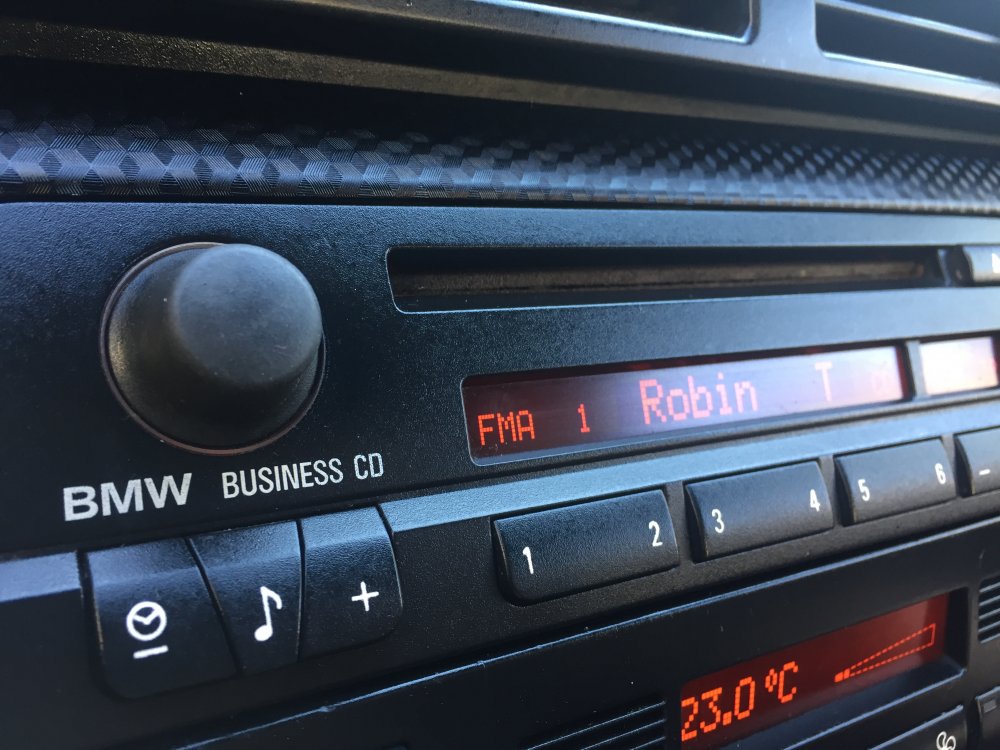 FMA 1 Robin T
BMW BUSINESS CD
1 2 3 4 5 6 −
+
23.0 °C